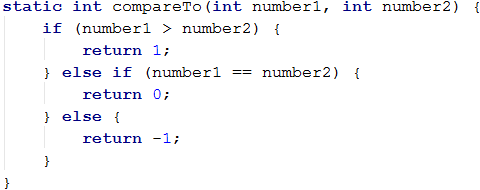 static int compareTo(int number1, int number2) {
    if (number1 > number2) {
        return 1;
    } else if (number1 == number2) {
        return 0;
    } else {
        return -1;
    }
}